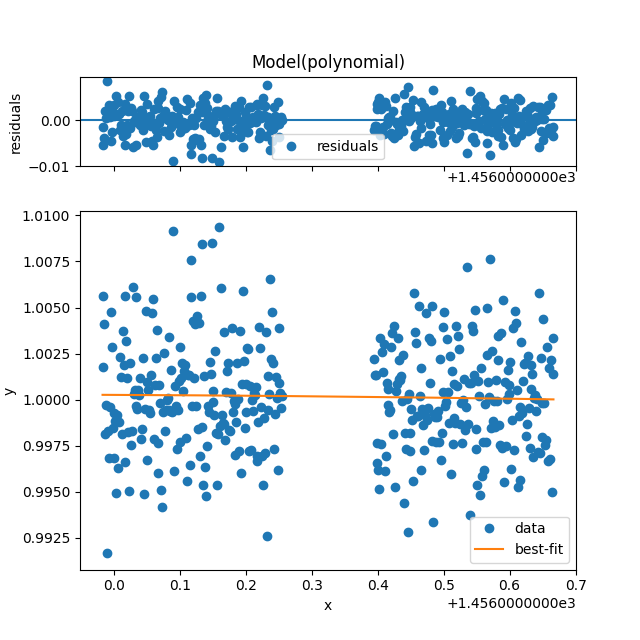 Model(polynomial)
residuals
0.00
−0.01
residuals
+1.4560000000e3
y
1.0100
1.0075
1.0050
1.0025
1.0000
0.9975
0.9950
0.9925
data
best-fit
0.0 0.1 0.2 0.3 0.4 0.5 0.6 0.7
x
+1.4560000000e3